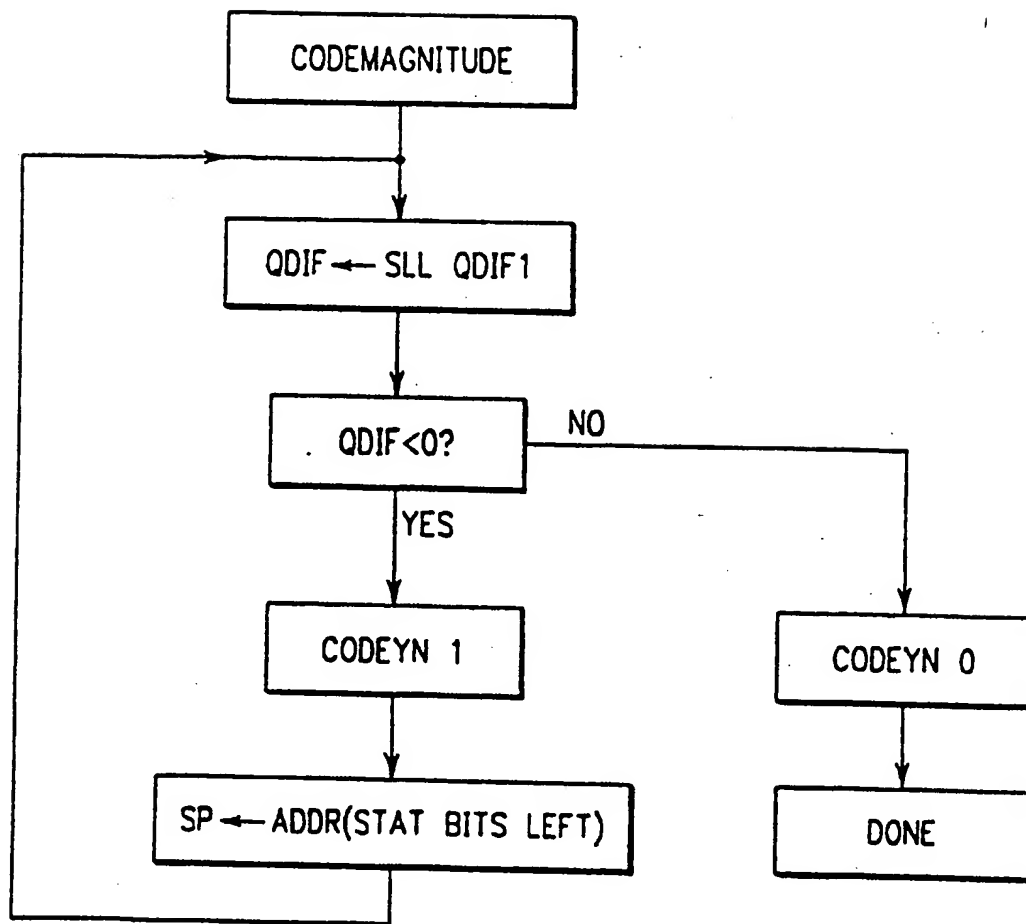 CODEMAGNITUDE
QDIF ← SLL QDIF1
QDIF<0?
NO
YES
CODEYN 1
CODEYN 0
SP ← ADDR(STAT BITS LEFT)
DONE